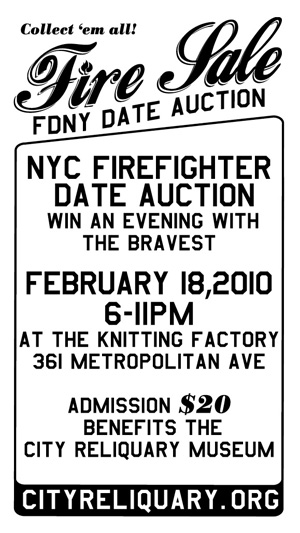 Collect 'em all!
Fire Sale
FDNY DATE AUCTION
NYC FIREFIGHTER
DATE AUCTION
WIN AN EVENING WITH
THE BRAVEST
FEBRUARY 18,2010
6-11PM
AT THE KNITTING FACTORY
361 METROPOLITAN AVE
ADMISSION $20
BENEFITS THE
CITY RELIQUARY MUSEUM
CITYRELIQUARY.ORG